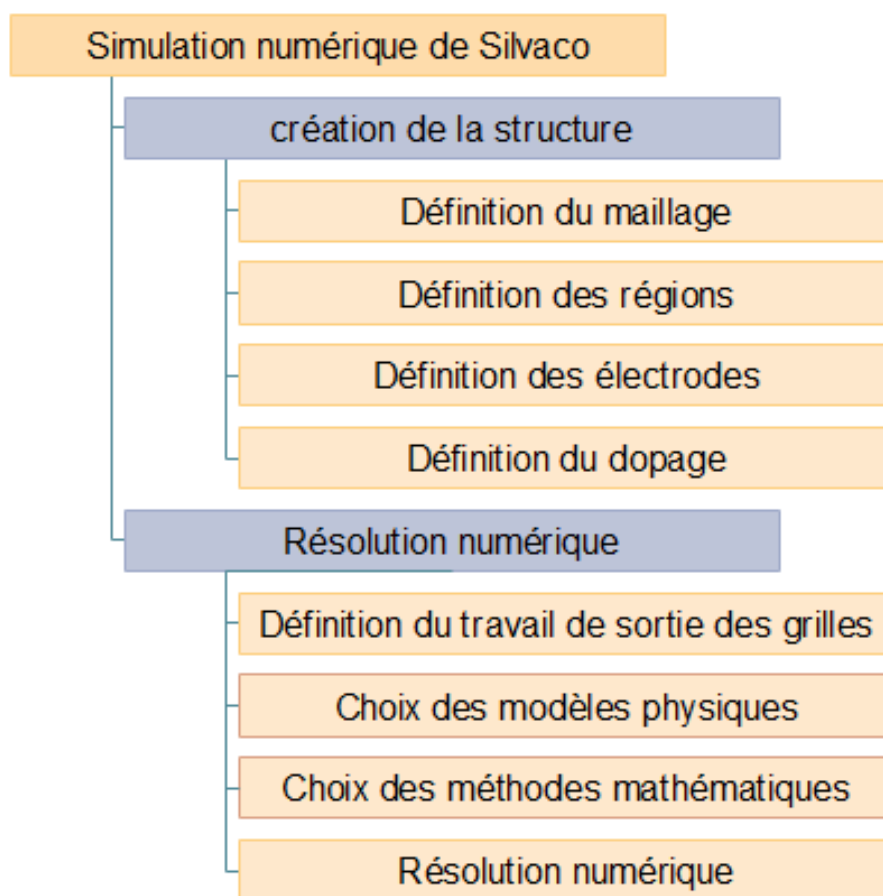 Simulation numérique de Silvaco
création de la structure
Définition du maillage
Définition des régions
Définition des électrodes
Définition du dopage
Résolution numérique
Définition du travail de sortie des grilles
Choix des modèles physiques
Choix des méthodes mathématiques
Résolution numérique